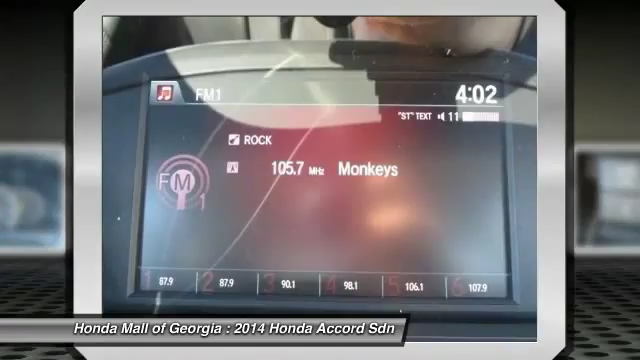 FM1
4:02
"ST" TEXT 11
ROCK
105.7 MHz Monkeys
FM 1
1 87.9 2 87.9 3 90.1 4 98.1 5 106.1 6 107.9
Honda Mall of Georgia : 2014 Honda Accord Sdn